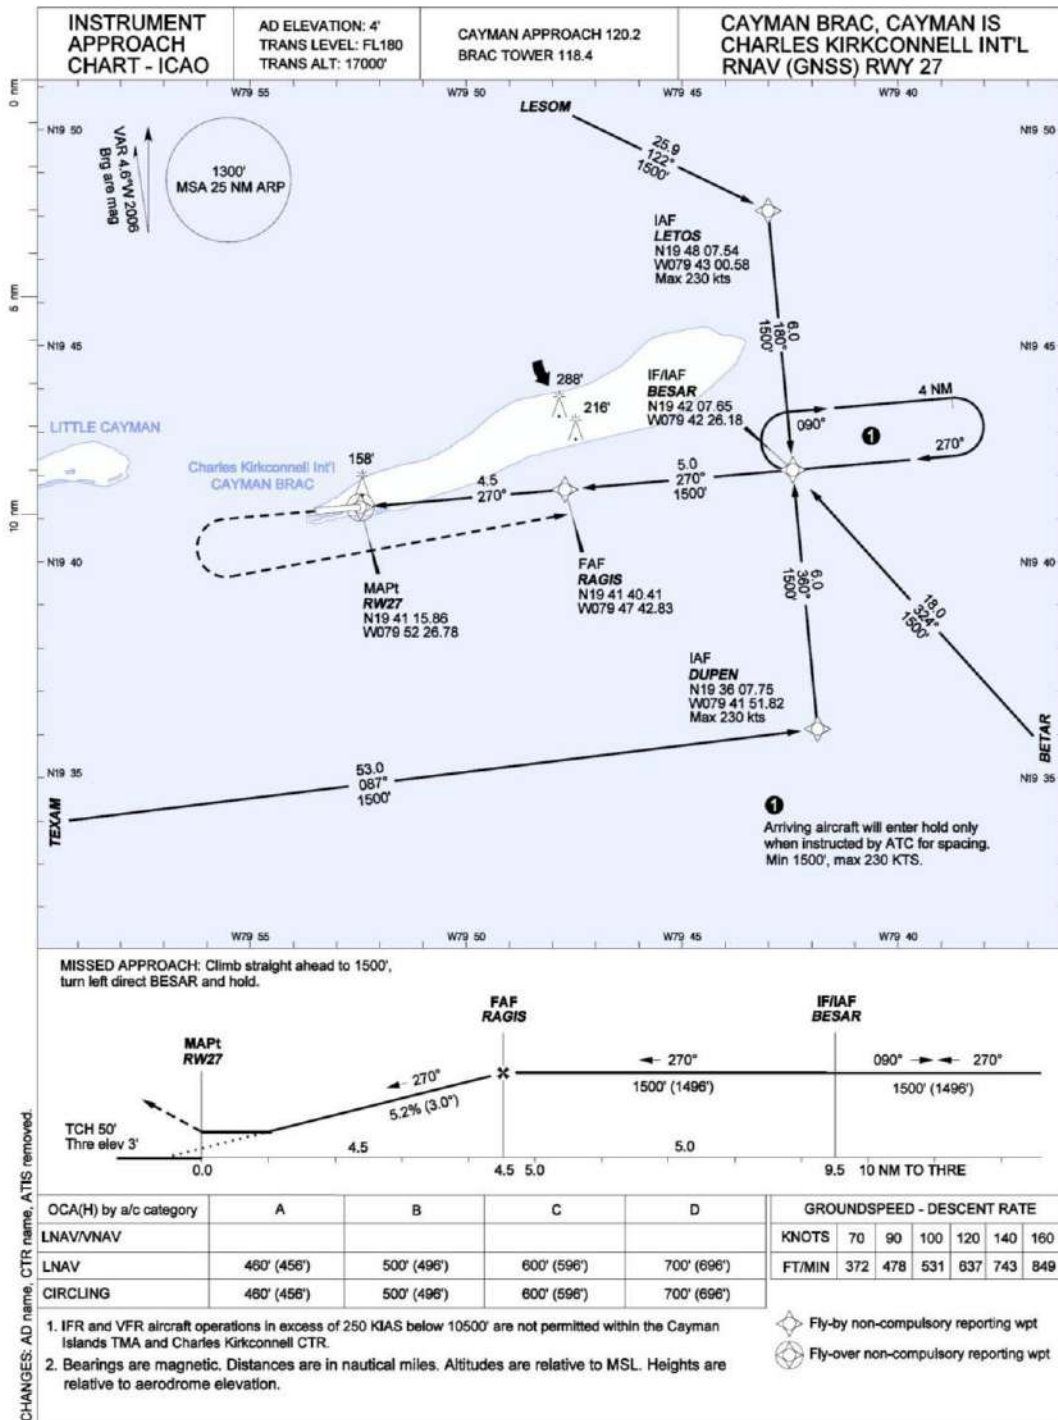 INSTRUMENT
APPROACH
CHART - ICAO
AD ELEVATION: 4'
TRANS LEVEL: FL180
TRANS ALT: 17000'
CAYMAN APPROACH 120.2
BRAC TOWER 118.4
CAYMAN BRAC, CAYMAN IS
CHARLES KIRKCONNELL INT'L
RNAV (GNSS) RWY 27
0 nm
5 nm
10 nm
W79 55
W79 50
W79 45
W79 40
N19 50
N19 50
VAR 4.6°W 2006
Brg are mag
1300'
MSA 25 NM ARP
LESOM
25.9
122°
1500'
IAF
LETOS
N19 48 07.54
W079 43 00.58
Max 230 kts
6.0
180°
1500'
N19 45
N19 45
288'
216'
158'
IF/IAF
BESAR
N19 42 07.65
W079 42 26.18
4 NM
090°
1
270°
LITTLE CAYMAN
Charles Kirkconnell Int'l
CAYMAN BRAC
4.5
270°
5.0
270°
1500'
N19 40
N19 40
MAPt
RW27
N19 41 15.86
W079 52 26.78
FAF
RAGIS
N19 41 40.41
W079 47 42.83
6.0
360°
1500'
18.0
324°
1500'
BETAR
IAF
DUPEN
N19 36 07.75
W079 41 51.82
Max 230 kts
N19 35
N19 35
53.0
087°
1500'
TEXAM
1
Arriving aircraft will enter hold only
when instructed by ATC for spacing.
Min 1500', max 230 KTS.
W79 55
W79 50
W79 45
W79 40
MISSED APPROACH: Climb straight ahead to 1500',
turn left direct BESAR and hold.
MAPt
RW27
FAF
RAGIS
IF/IAF
BESAR
270°
5.2% (3.0°)
270°
1500' (1496')
090°
270°
1500' (1496')
TCH 50'
Thre elev 3'
4.5
5.0
0.0
4.5
5.0
9.5
10 NM TO THRE
OCA(H) by a/c category
A
B
C
D
LNAV/VNAV
LNAV
460' (456')
500' (496')
600' (596')
700' (696')
CIRCLING
460' (456')
500' (496')
600' (596')
700' (696')
GROUNDSPEED - DESCENT RATE
KNOTS 70 90 100 120 140 160
FT/MIN 372 478 531 637 743 849
1. IFR and VFR aircraft operations in excess of 250 KIAS below 10500' are not permitted within the Cayman
Islands TMA and Charles Kirkconnell CTR.
2. Bearings are magnetic. Distances are in nautical miles. Altitudes are relative to MSL. Heights are
relative to aerodrome elevation.
Fly-by non-compulsory reporting wpt
Fly-over non-compulsory reporting wpt
CHANGES: AD name, CTR name, ATIS removed.